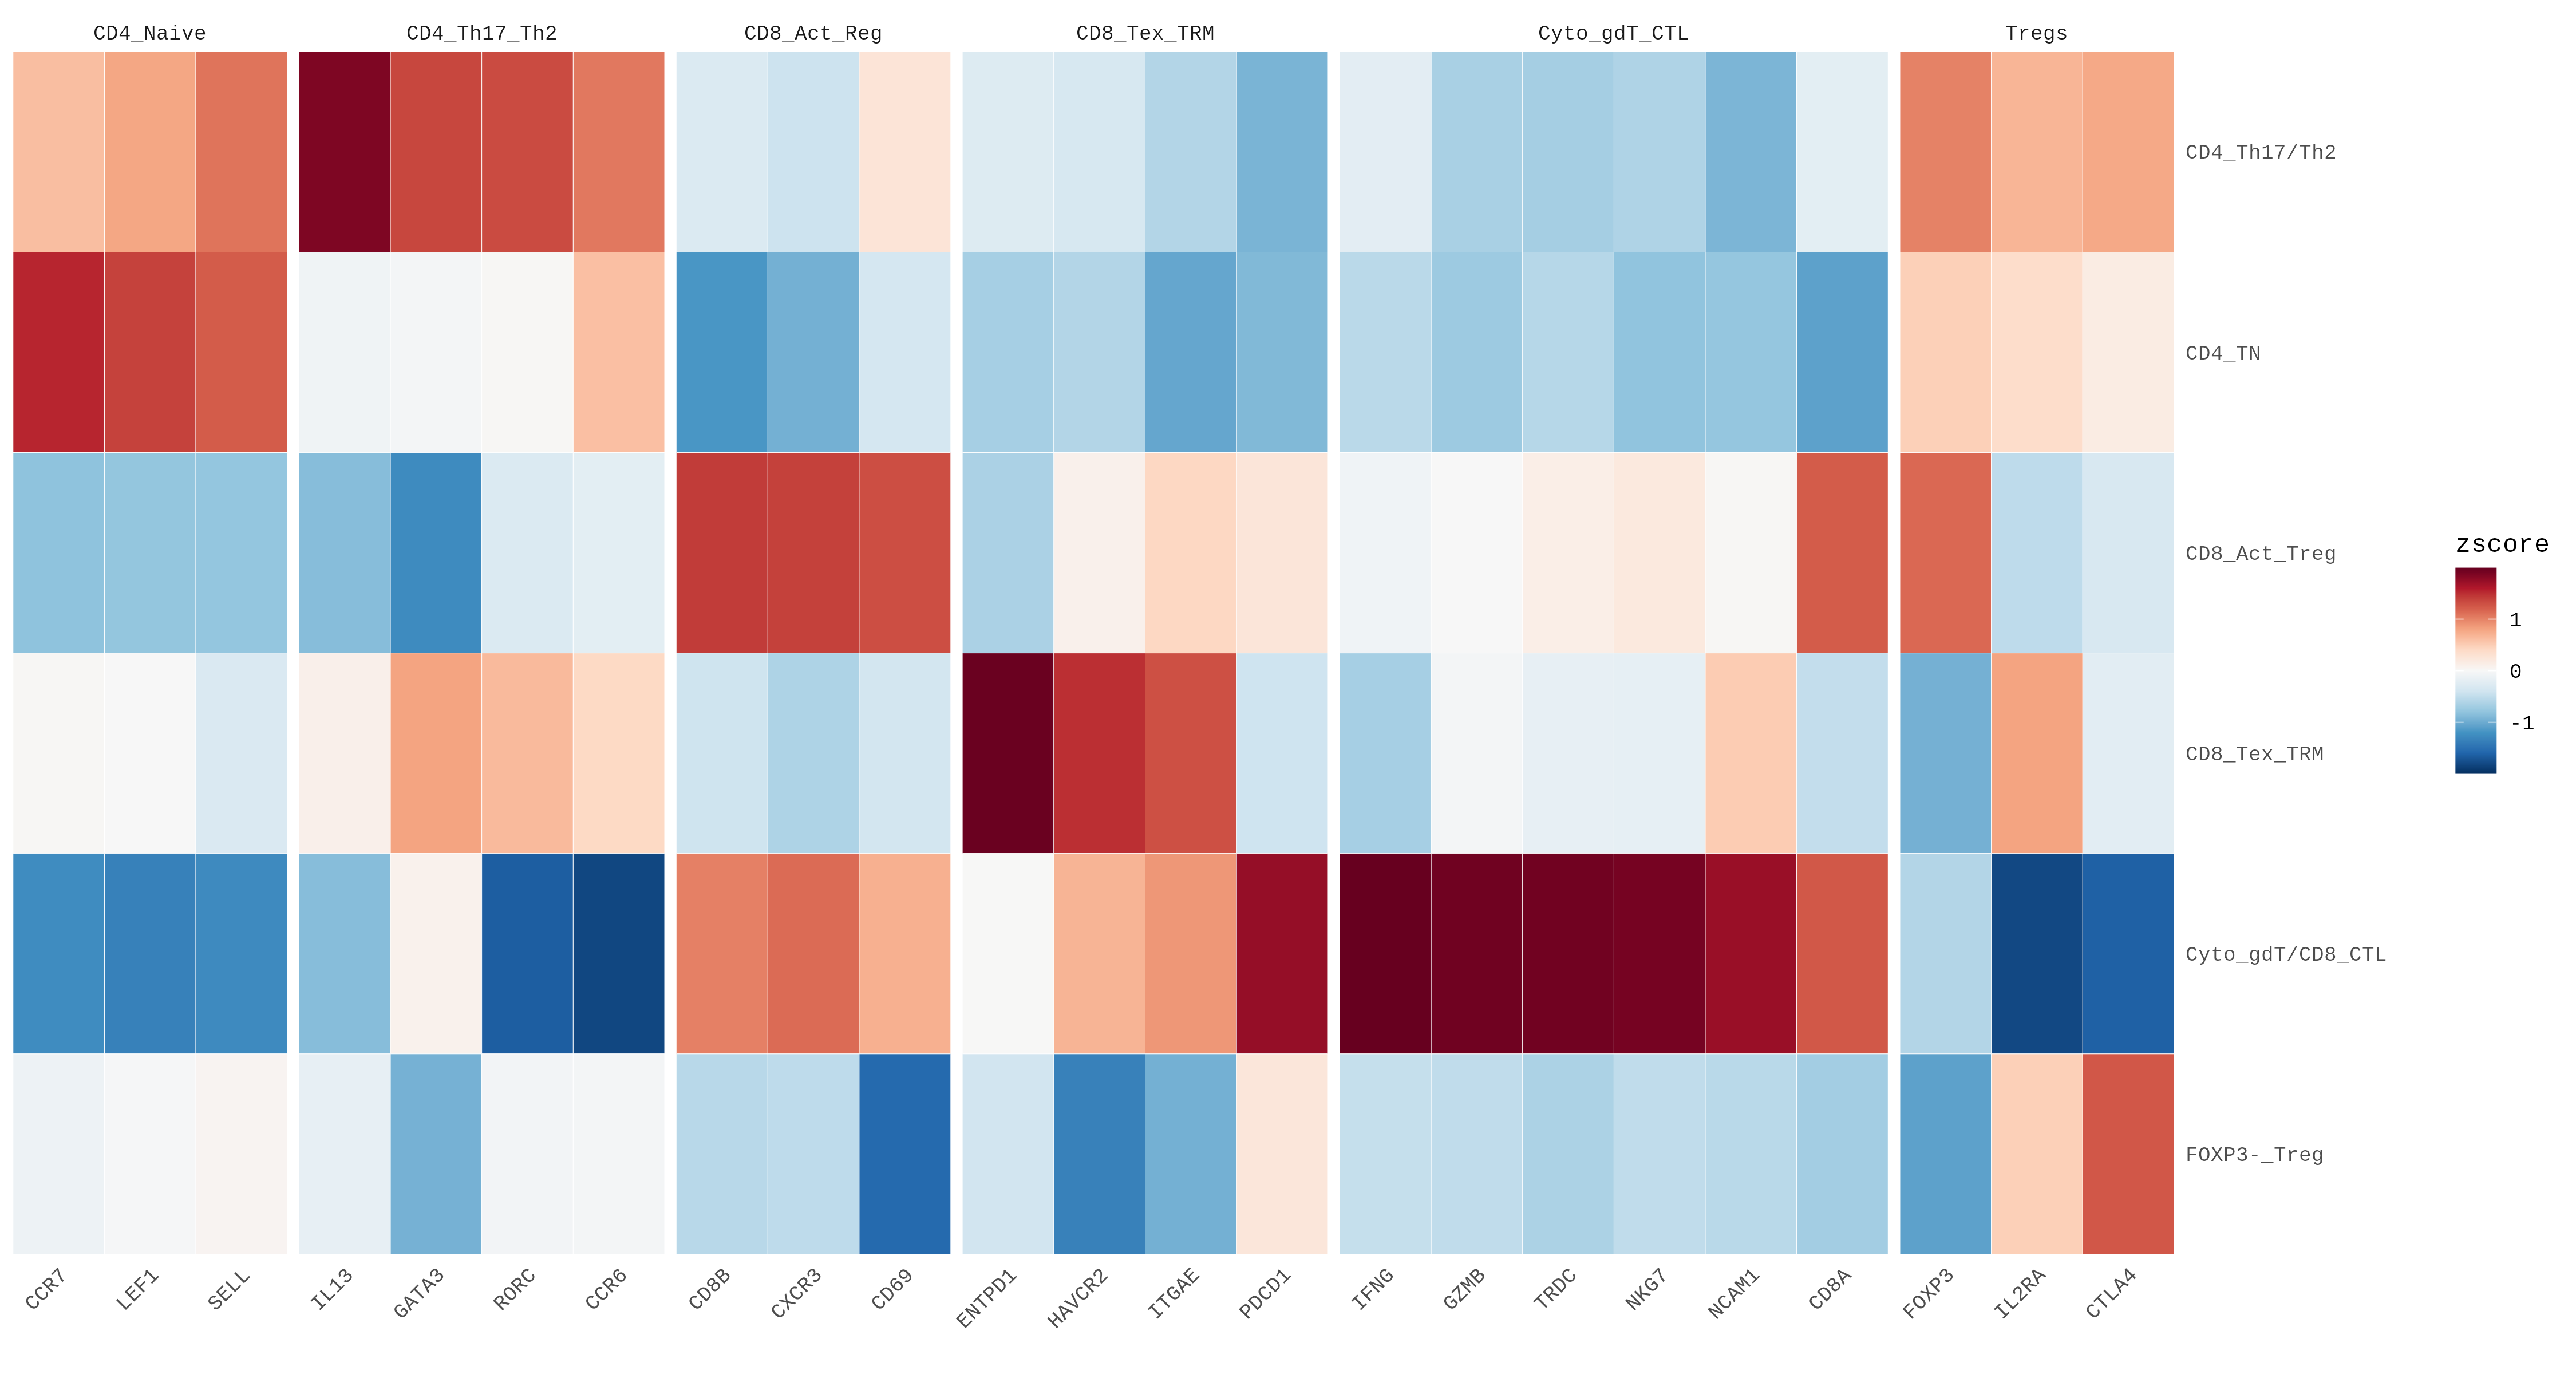 CD4_Naive CD4_Th17_Th2 CD8_Act_Reg CD8_Tex_TRM Cyto_gdT_CTL Tregs
CD4_Th17/Th2
CD4_TN
CD8_Act_Treg
CD8_Tex_TRM
Cyto_gdT/CD8_CTL
FOXP3-_Treg
zscore
1
0
-1
CCR7 LEF1 SELL IL13 GATA3 RORC CCR6 CD8B CXCR3 CD69 ENTPD1 HAVCR2 ITGAE PDCD1 IFNG GZMB TRDC NKG7 NCAM1 CD8A FOXP3 IL2RA CTLA4